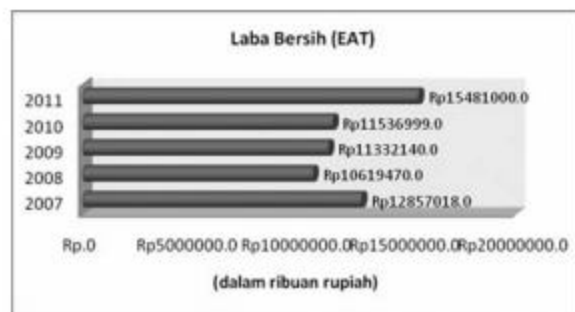 Laba Bersih (EAT)
2011 Rp15481000.0
2010 Rp11536999.0
2009 Rp11332140.0
2008 Rp10619470.0
2007 Rp12857018.0
Rp.0 Rp5000000.0 Rp10000000.0 Rp15000000.0 Rp20000000.0
(dalam ribuan rupiah)